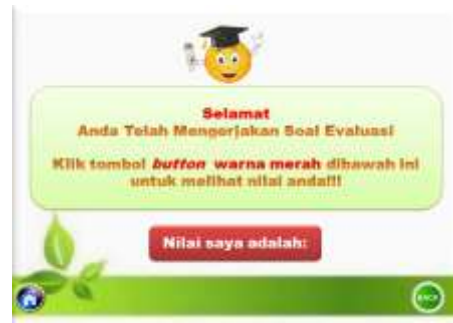 Selamat
Anda Telah Mengerjakan Soal Evaluasi
Klik tombol button warna merah dibawah ini
untuk melihat nilai anda!!!
Nilai saya adalah:
BACK